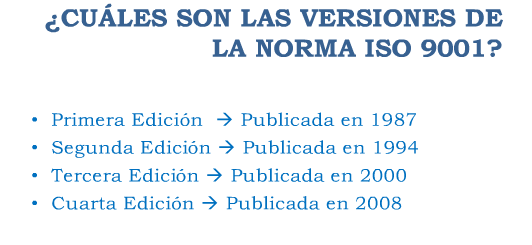 ¿CUÁLES SON LAS VERSIONES DE
LA NORMA ISO 9001?
• Primera Edición → Publicada en 1987
• Segunda Edición → Publicada en 1994
• Tercera Edición → Publicada en 2000
• Cuarta Edición → Publicada en 2008